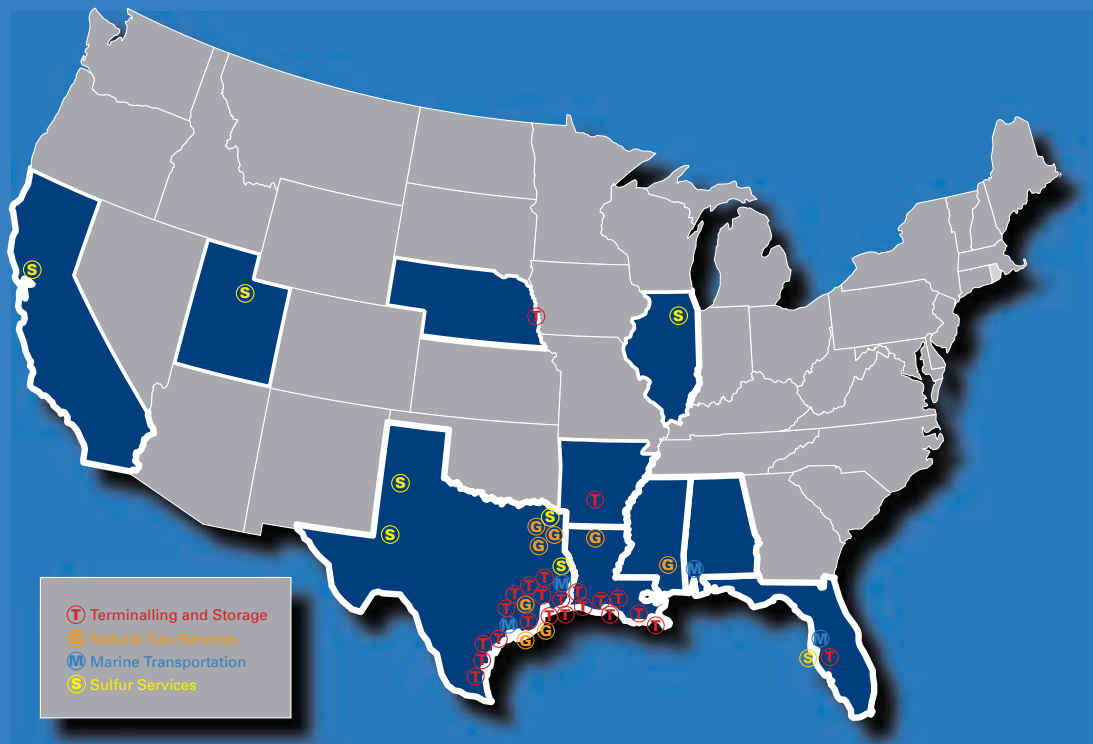 S
S
T
S
S
S
S
G
G
G
S
T
G
G
M
T
T
T
M
T
T
T
T
G
T
T
T
T
T
M
T
T
T
T
T
T
G
G
T
T
T
T
M
S
T
T Terminalling and Storage
G Natural Gas Services
M Marine Transportation
S Sulfur Services